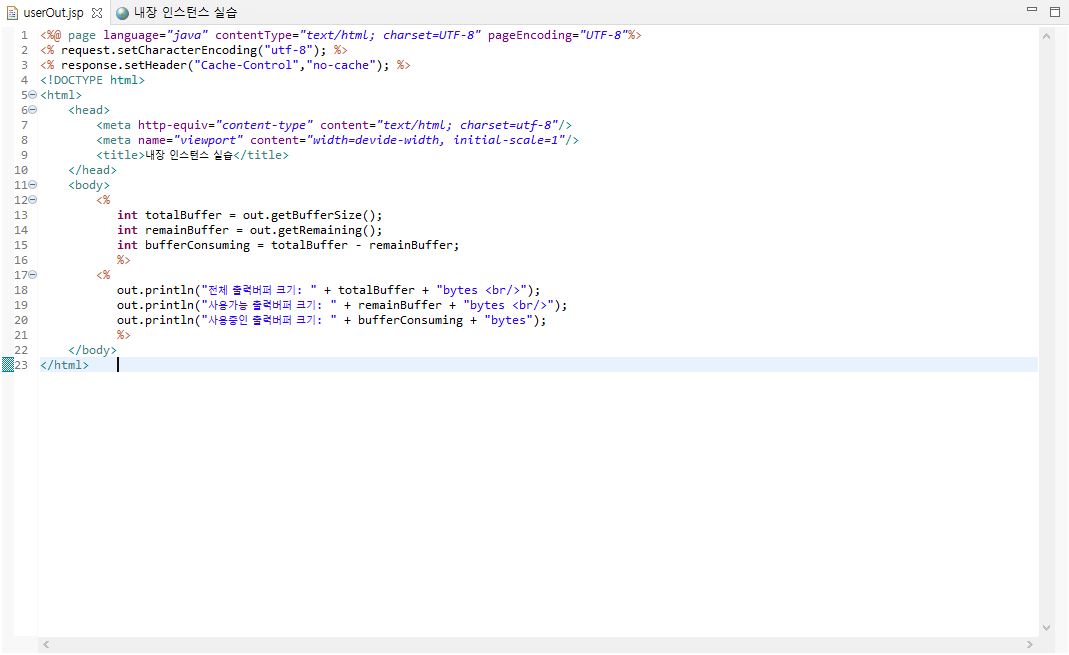 userOut.jsp 내장 인스턴스 실습
1 <%@ page language="java" contentType="text/html; charset=UTF-8" pageEncoding="UTF-8"%>
2 <% request.setCharacterEncoding("utf-8"); %>
3 <% response.setHeader("Cache-Control","no-cache"); %>
4 <!DOCTYPE html>
5 <html>
6     <head>
7         <meta http-equiv="content-type" content="text/html; charset=utf-8"/>
8         <meta name="viewport" content="width=devide-width, initial-scale=1"/>
9         <title>내장 인스턴스 실습</title>
10     </head>
11     <body>
12         <%
13            int totalBuffer = out.getBufferSize();
14            int remainBuffer = out.getRemaining();
15            int bufferConsuming = totalBuffer - remainBuffer;
16            %>
17         <%
18            out.println("전체 출력버퍼 크기: " + totalBuffer + "bytes <br/>");
19            out.println("사용가능 출력버퍼 크기: " + remainBuffer + "bytes <br/>");
20            out.println("사용중인 출력버퍼 크기: " + bufferConsuming + "bytes");
21            %>
22     </body>
23 </html>